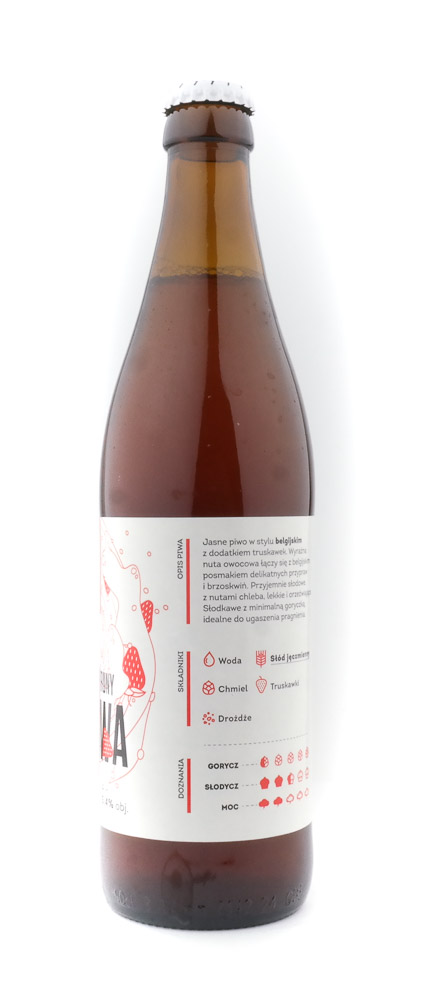 OPIS PIWA
Jasne piwo w stylu belgijskim
z dodatkiem truskawek. Wyraźna
nuta owocowa łączy się z belgijskim
posmakiem delikatnych przypraw
i brzoskwiń. Przyjemnie słodowe
z nutami chleba, lekkie i orzeźwiające.
Słodkawe z minimalną goryczką,
idealne do ugaszenia pragnienia.
SKŁADNIKI
Woda
Słód jęczmienny
Chmiel
Truskawki
Drożdże
DOZNANIA
GORYCZ
SŁODYCZ
MOC
WA
% obj.